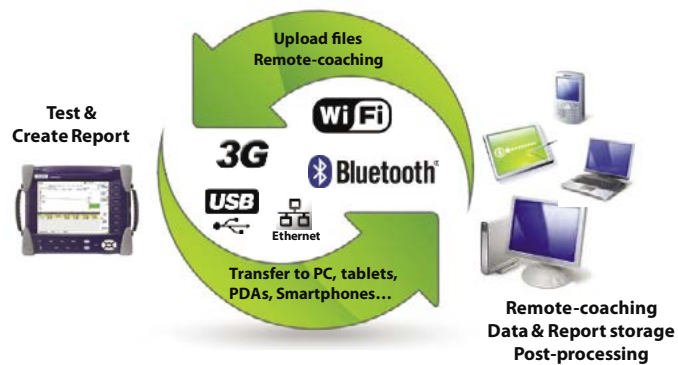 Upload files
Remote-coaching
Test &
Create Report
WiFi
3G
Bluetooth®
USB
Ethernet
Transfer to PC, tablets,
PDAs, Smartphones…
Remote-coaching
Data & Report storage
Post-processing